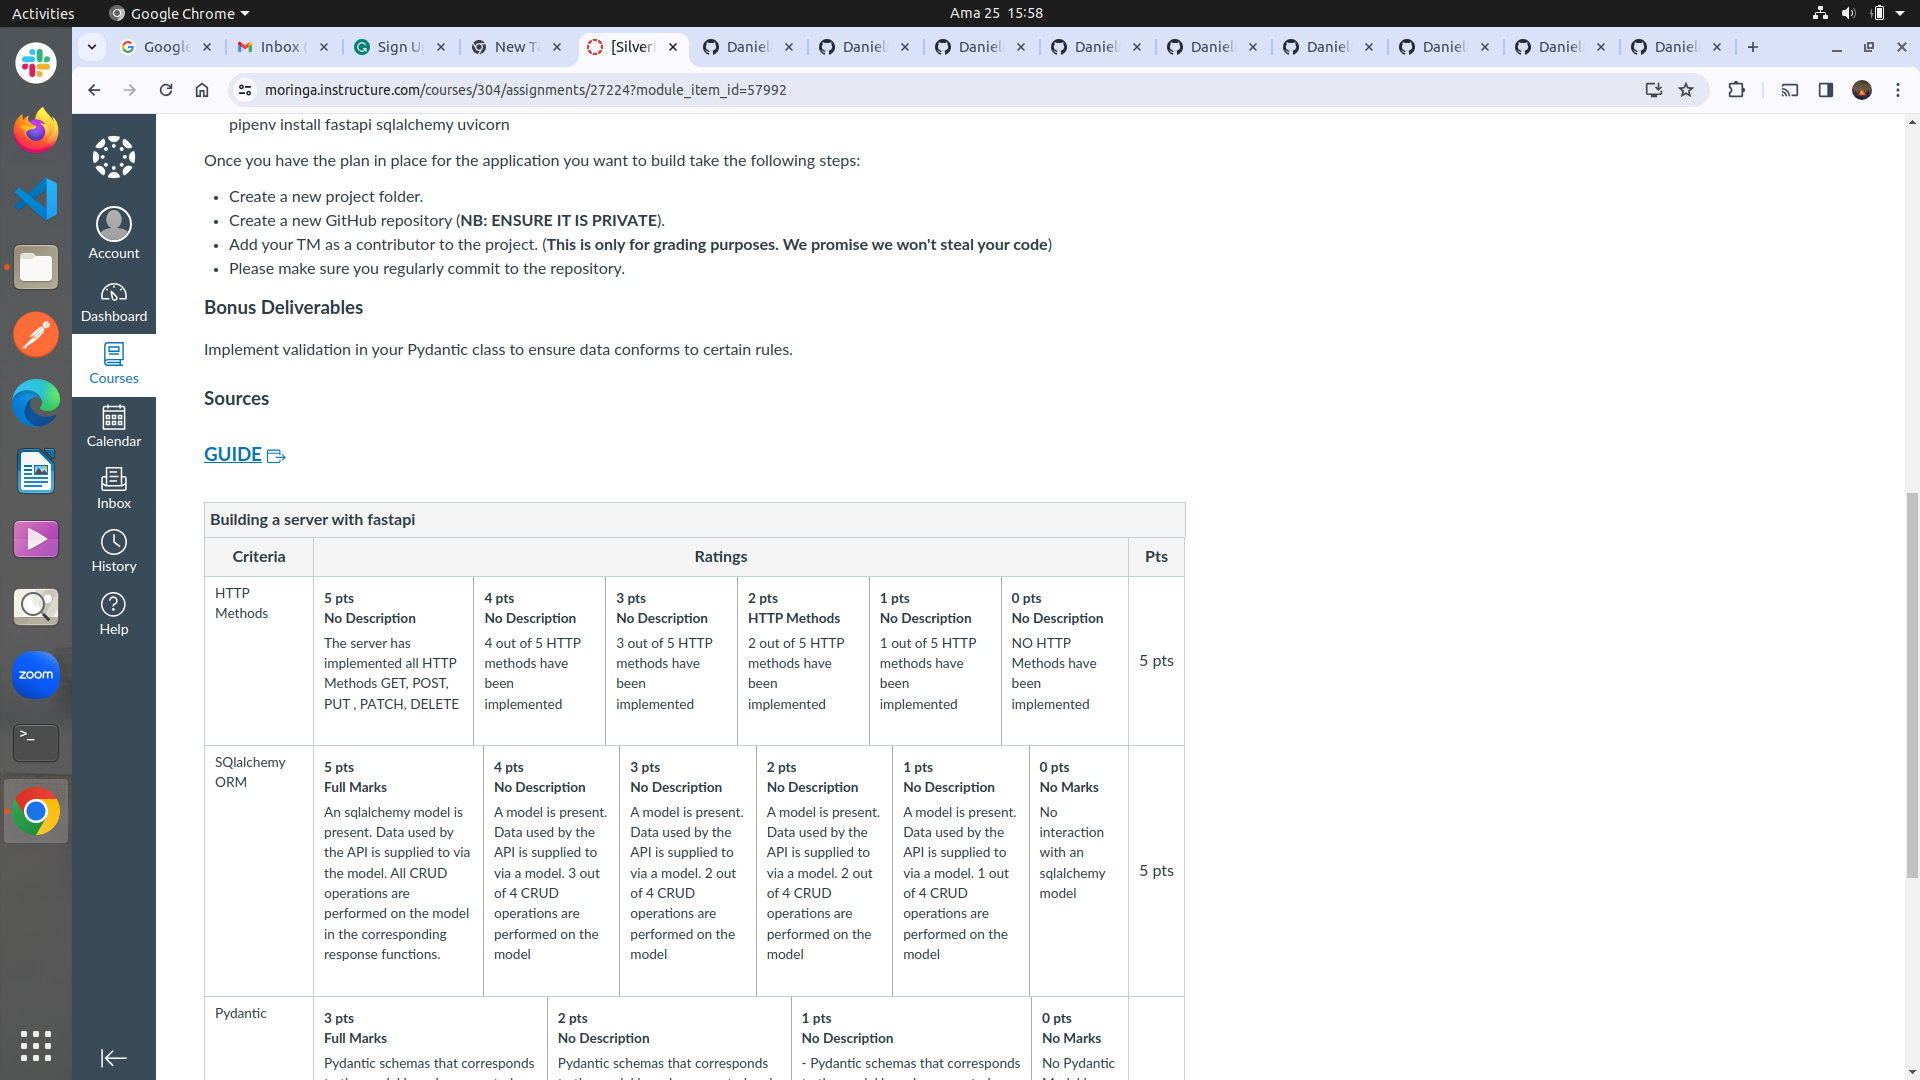 Activities
Google Chrome
Ama 25 15:58
Google
Inbox (
Sign U
New T
[Silver
Daniel
Daniel
Daniel
Daniel
Daniel
Daniel
Daniel
Daniel
Daniel
moringa.instructure.com/courses/304/assignments/27224?module_item_id=57992
Account
Dashboard
Courses
Calendar
Inbox
History
Help
zoom
>_
pipenv install fastapi sqlalchemy uvicorn
Once you have the plan in place for the application you want to build take the following steps:
• Create a new project folder.
• Create a new GitHub repository (NB: ENSURE IT IS PRIVATE).
• Add your TM as a contributor to the project. (This is only for grading purposes. We promise we won't steal your code)
• Please make sure you regularly commit to the repository.
Bonus Deliverables
Implement validation in your Pydantic class to ensure data conforms to certain rules.
Sources
GUIDE
Building a server with fastapi
Criteria
Ratings
Pts
HTTP
Methods
5 pts
No Description
The server has
implemented all HTTP
Methods GET, POST,
PUT , PATCH, DELETE
4 pts
No Description
4 out of 5 HTTP
methods have
been
implemented
3 pts
No Description
3 out of 5 HTTP
methods have
been
implemented
2 pts
HTTP Methods
2 out of 5 HTTP
methods have
been
implemented
1 pts
No Description
1 out of 5 HTTP
methods have
been
implemented
0 pts
No Description
NO HTTP
Methods have
been
implemented
5 pts
SQlalchemy
ORM
5 pts
Full Marks
An sqlalchemy model is
present. Data used by
the API is supplied to via
the model. All CRUD
operations are
performed on the model
in the corresponding
response functions.
4 pts
No Description
A model is present.
Data used by the
API is supplied to
via a model. 3 out
of 4 CRUD
operations are
performed on the
model
3 pts
No Description
A model is present.
Data used by the
API is supplied to
via a model. 2 out
of 4 CRUD
operations are
performed on the
model
2 pts
No Description
A model is present.
Data used by the
API is supplied to
via a model. 2 out
of 4 CRUD
operations are
performed on the
model
1 pts
No Description
A model is present.
Data used by the
API is supplied to
via a model. 1 out
of 4 CRUD
operations are
performed on the
model
0 pts
No Marks
No
interaction
with an
sqlalchemy
model
5 pts
Pydantic
3 pts
Full Marks
Pydantic schemas that corresponds
2 pts
No Description
Pydantic schemas that corresponds
1 pts
No Description
- Pydantic schemas that corresponds
0 pts
No Marks
No Pydantic